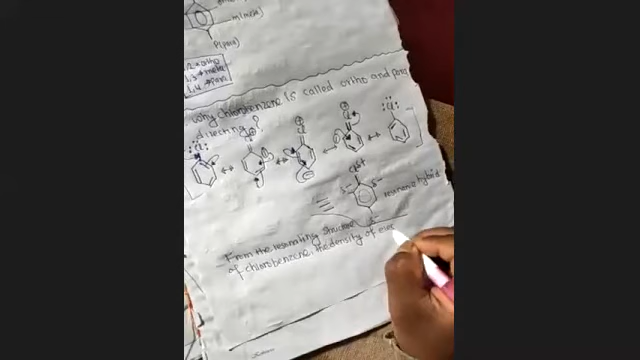 m(meta)
P(para)
1,2 → ortho
1,3 → meta
1,4 → para
Why chlorobenzene is called ortho and para
directing?
resonance hybrid
From the resonating structure
of chlorobenzene, the density of elec